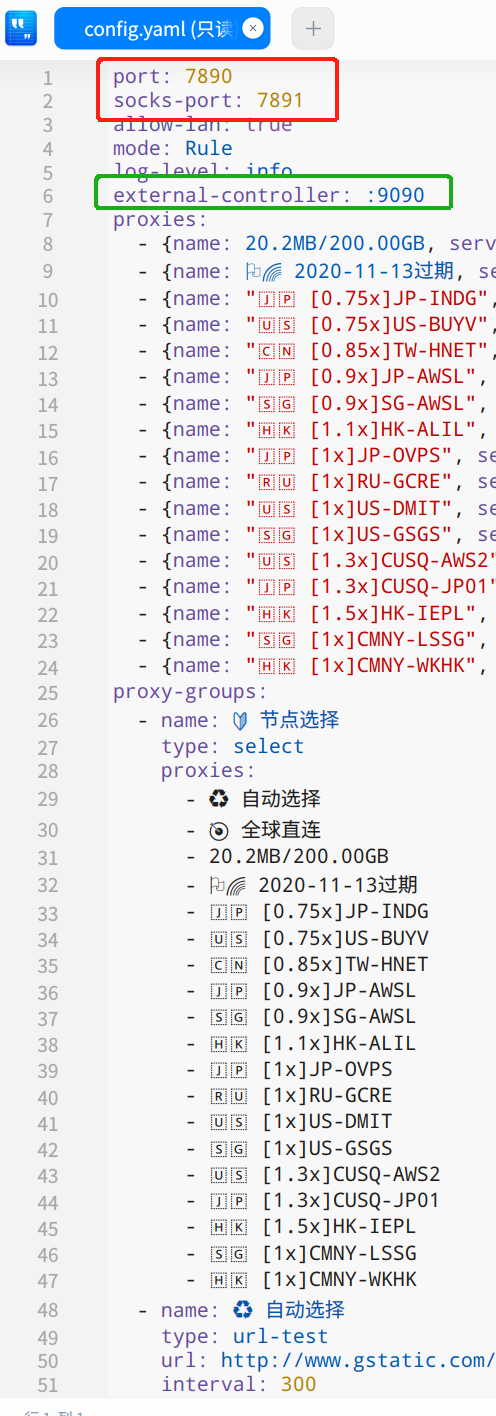 config.yaml (只读
1 port: 7890
2 socks-port: 7891
3 allow-lan: true
4 mode: Rule
5 log-level: info
6 external-controller: :9090
7 proxies:
8 - {name: 20.2MB/200.00GB, serv
9 - {name: 🏳️‍🌈 2020-11-13过期, se
10 - {name: "🇯🇵 [0.75x]JP-INDG",
11 - {name: "🇺🇸 [0.75x]US-BUYV",
12 - {name: "🇨🇳 [0.85x]TW-HNET",
13 - {name: "🇯🇵 [0.9x]JP-AWSL",
14 - {name: "🇸🇬 [0.9x]SG-AWSL",
15 - {name: "🇭🇰 [1.1x]HK-ALIL",
16 - {name: "🇯🇵 [1x]JP-OVPS", se
17 - {name: "🇷🇺 [1x]RU-GCRE", se
18 - {name: "🇺🇸 [1x]US-DMIT", se
19 - {name: "🇸🇬 [1x]US-GSGS", se
20 - {name: "🇺🇸 [1.3x]CUSQ-AWS2"
21 - {name: "🇯🇵 [1.3x]CUSQ-JP01"
22 - {name: "🇭🇰 [1.5x]HK-IEPL",
23 - {name: "🇸🇬 [1x]CMNY-LSSG",
24 - {name: "🇭🇰 [1x]CMNY-WKHK",
25 proxy-groups:
26 - name: 🔰 节点选择
27 type: select
28 proxies:
29 - ♻️ 自动选择
30 - 🎯 全球直连
31 - 20.2MB/200.00GB
32 - 🏳️‍🌈 2020-11-13过期
33 - 🇯🇵 [0.75x]JP-INDG
34 - 🇺🇸 [0.75x]US-BUYV
35 - 🇨🇳 [0.85x]TW-HNET
36 - 🇯🇵 [0.9x]JP-AWSL
37 - 🇸🇬 [0.9x]SG-AWSL
38 - 🇭🇰 [1.1x]HK-ALIL
39 - 🇯🇵 [1x]JP-OVPS
40 - 🇷🇺 [1x]RU-GCRE
41 - 🇺🇸 [1x]US-DMIT
42 - 🇸🇬 [1x]US-GSGS
43 - 🇺🇸 [1.3x]CUSQ-AWS2
44 - 🇯🇵 [1.3x]CUSQ-JP01
45 - 🇭🇰 [1.5x]HK-IEPL
46 - 🇸🇬 [1x]CMNY-LSSG
47 - 🇭🇰 [1x]CMNY-WKHK
48 - name: ♻️ 自动选择
49 type: url-test
50 url: http://www.gstatic.com/
51 interval: 300